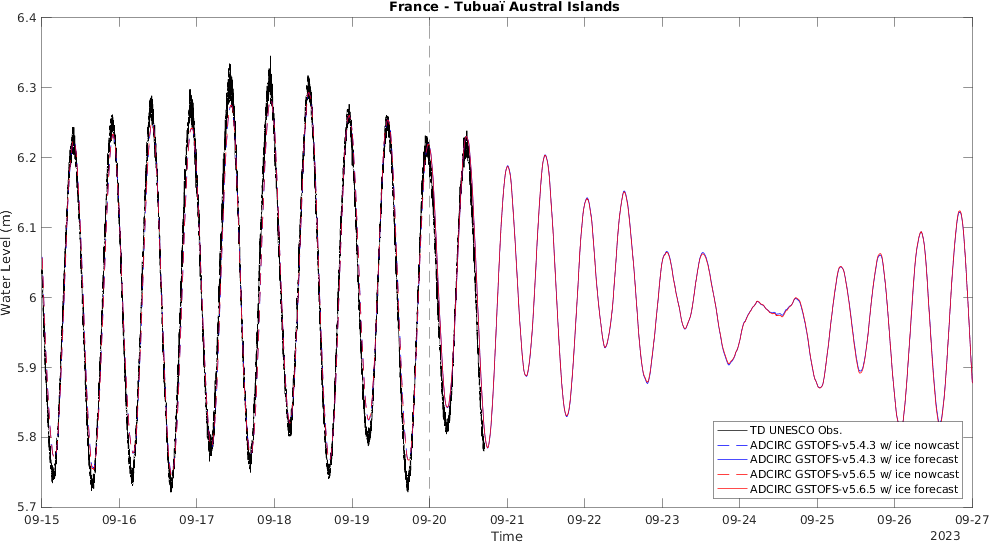 France - Tubuaï Austral Islands
Water Level (m)
6.4
6.3
6.2
6.1
6
5.9
5.8
5.7
09-15 09-16 09-17 09-18 09-19 09-20 09-21 09-22 09-23 09-24 09-25 09-26 09-27
Time
2023
TD UNESCO Obs.
ADCIRC GSTOFS-v5.4.3 w/ ice nowcast
ADCIRC GSTOFS-v5.4.3 w/ ice forecast
ADCIRC GSTOFS-v5.6.5 w/ ice nowcast
ADCIRC GSTOFS-v5.6.5 w/ ice forecast